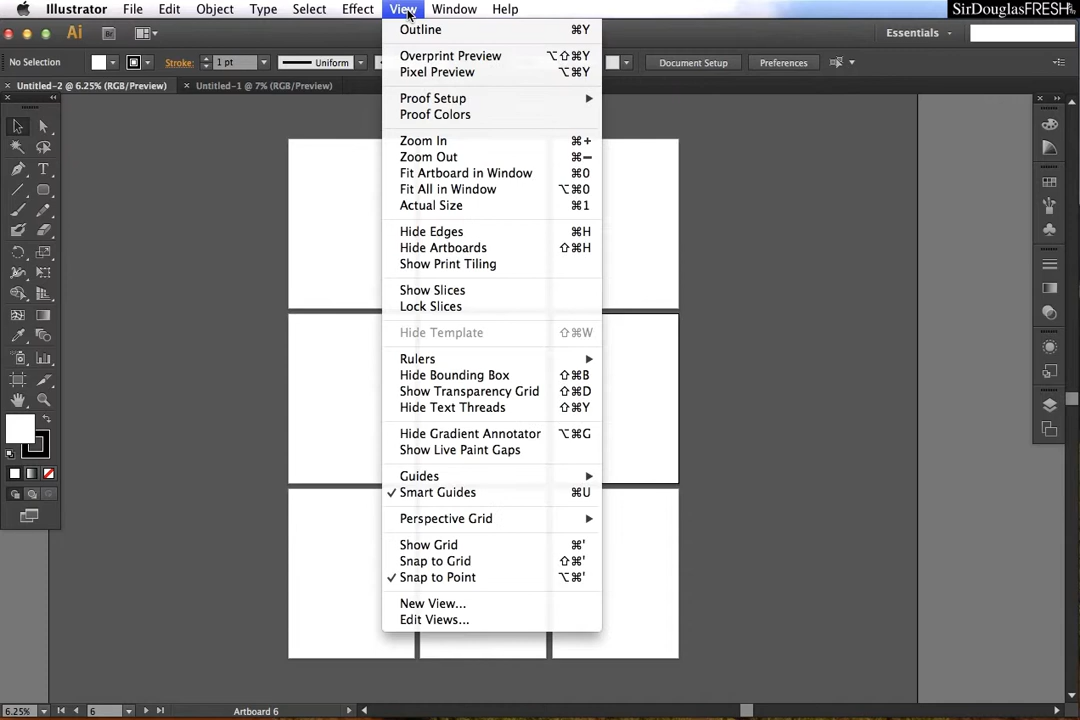 Illustrator File Edit Object Type Select Effect View Window Help SirDouglasFRESH
Ai Br Essentials
No Selection Stroke: 1 pt Uniform Document Setup Preferences
Untitled-2 @ 6.25% (RGB/Preview) Untitled-1 @ 7% (RGB/Preview)
Outline ⌘Y
Overprint Preview ⌥⇧⌘Y
Pixel Preview ⌥⌘Y
Proof Setup
Proof Colors
Zoom In ⌘+
Zoom Out ⌘−
Fit Artboard in Window ⌘0
Fit All in Window ⌥⌘0
Actual Size ⌘1
Hide Edges ⌘H
Hide Artboards ⇧⌘H
Show Print Tiling
Show Slices
Lock Slices
Hide Template ⇧⌘W
Rulers
Hide Bounding Box ⇧⌘B
Show Transparency Grid ⇧⌘D
Hide Text Threads ⇧⌘Y
Hide Gradient Annotator ⌥⌘G
Show Live Paint Gaps
Guides
Smart Guides ⌘U
Perspective Grid
Show Grid ⌘'
Snap to Grid ⇧⌘'
Snap to Point ⌥⌘'
New View...
Edit Views...
6.25% 6 Artboard 6